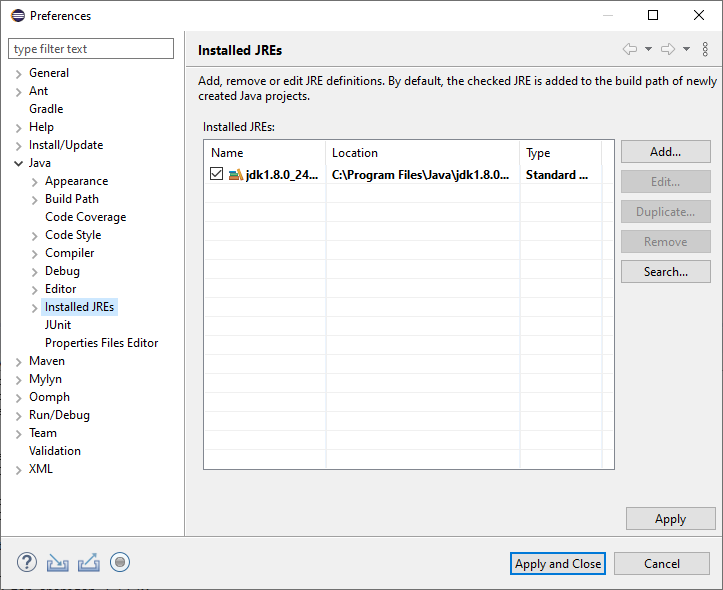 Preferences
type filter text
General
Ant
Gradle
Help
Install/Update
Java
Appearance
Build Path
Code Coverage
Code Style
Compiler
Debug
Editor
Installed JREs
JUnit
Properties Files Editor
Maven
Mylyn
Oomph
Run/Debug
Team
Validation
XML
Installed JREs
Add, remove or edit JRE definitions. By default, the checked JRE is added to the build path of newly
created Java projects.
Installed JREs:
Name Location Type
jdk1.8.0_24... C:\Program Files\Java\jdk1.8.0... Standard ...
Add...
Edit...
Duplicate...
Remove
Search...
Apply
?
Apply and Close Cancel